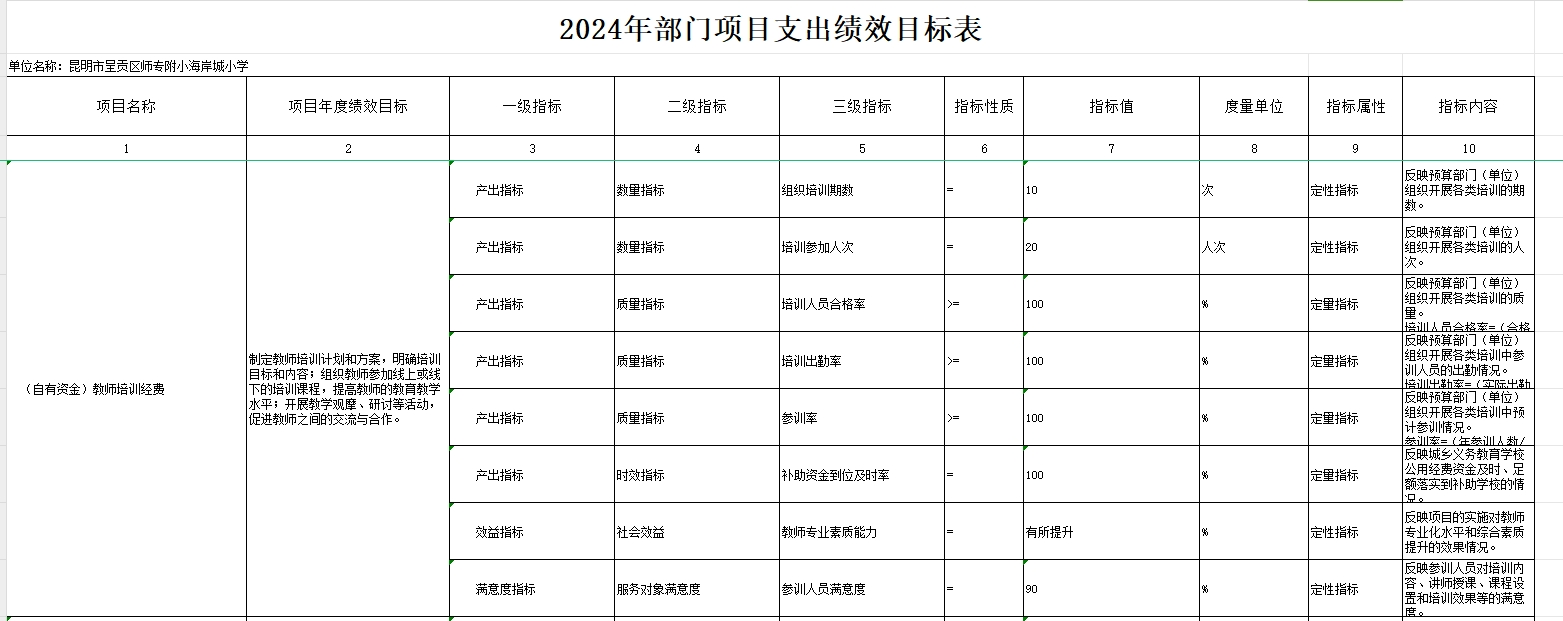 2024年部门项目支出绩效目标表
单位名称：昆明市呈贡区师专附小海岸城小学
项目名称 项目年度绩效目标 一级指标 二级指标 三级指标 指标性质 指标值 度量单位 指标属性 指标内容
1 2 3 4 5 6 7 8 9 10
（自有资金）教师培训经费
制定教师培训计划和方案，明确培训
目标和内容；组织教师参加线上或线
下的培训课程，提高教师的教育教学
水平；开展教学观摩、研讨等活动，
促进教师之间的交流与合作。
产出指标 数量指标 组织培训期数 = 10 次 定性指标
反映预算部门（单位）
组织开展各类培训的期
数。
产出指标 数量指标 培训参加人次 = 20 人次 定性指标
反映预算部门（单位）
组织开展各类培训的人
次。
产出指标 质量指标 培训人员合格率 >= 100 % 定量指标
反映预算部门（单位）
组织开展各类培训的质
量。
培训人员合格率=（合格
产出指标 质量指标 培训出勤率 >= 100 % 定量指标
反映预算部门（单位）
组织开展各类培训中参
训人员的出勤情况。
培训出勤率=（实际出勤
产出指标 质量指标 参训率 >= 100 % 定量指标
反映预算部门（单位）
组织开展各类培训中预
计参训情况。
参训率=（年参训人数/
产出指标 时效指标 补助资金到位及时率 = 100 % 定量指标
反映城乡义务教育学校
公用经费资金及时、足
额落实到补助学校的情
况。
效益指标 社会效益 教师专业素质能力 = 有所提升 % 定性指标
反映项目的实施对教师
专业化水平和综合素质
提升的效果情况。
满意度指标 服务对象满意度 参训人员满意度 = 90 % 定性指标
反映参训人员对培训内
容、讲师授课、课程设
置和培训效果等的满意
度。